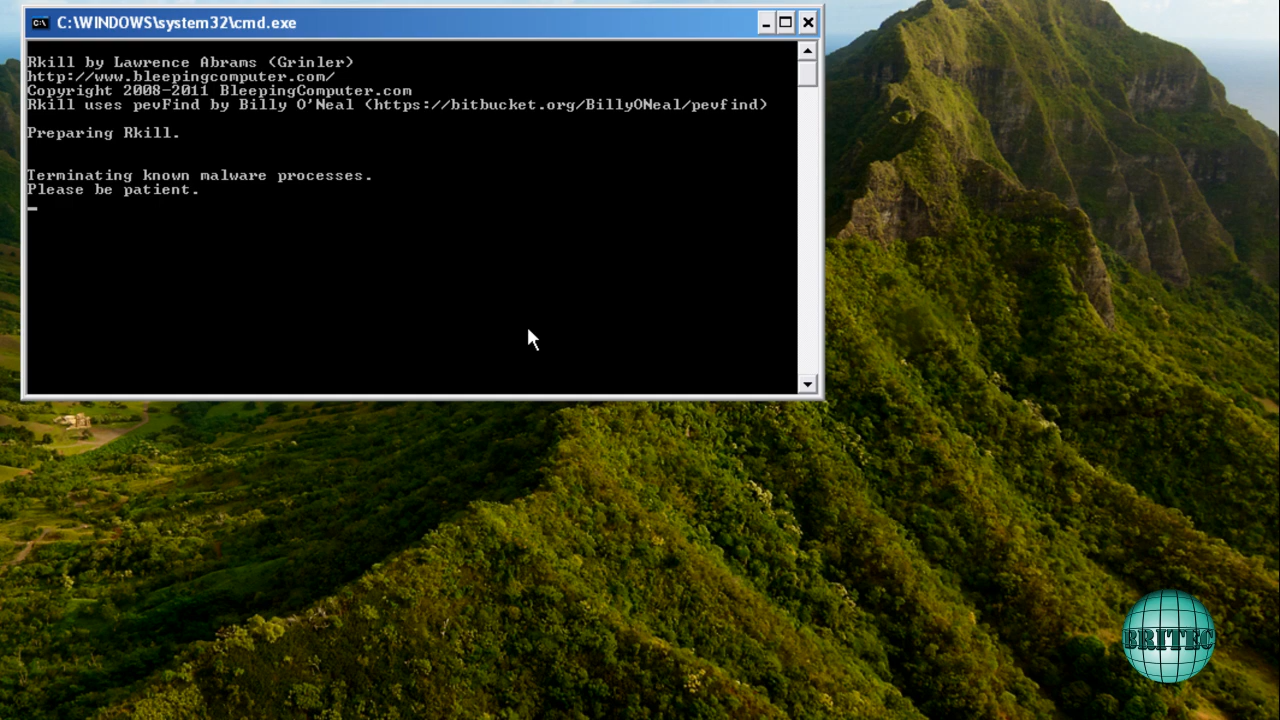 C:\WINDOWS\system32\cmd.exe
Rkill by Lawrence Abrams (Grinler)
http://www.bleepingcomputer.com/
Copyright 2008-2011 BleepingComputer.com
Rkill uses pevFind by Billy O'Neal (https://bitbucket.org/BillyONeal/pevfind)
Preparing Rkill.
Terminating known malware processes.
Please be patient.
BRITEC